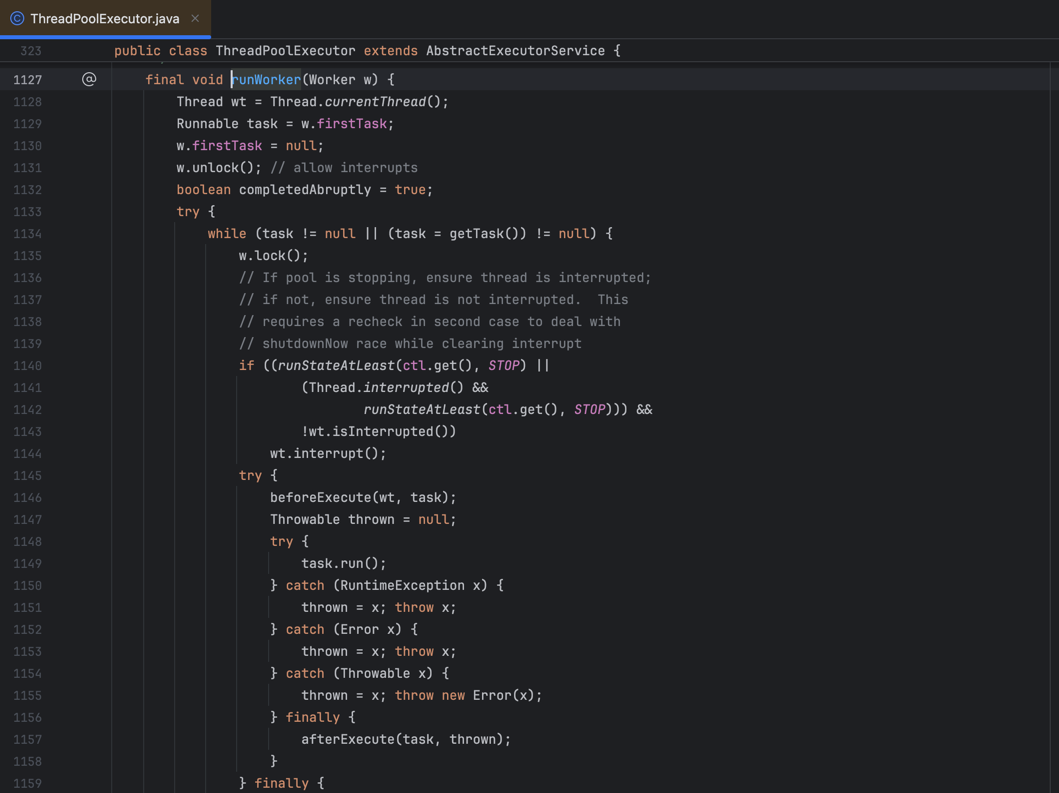 ThreadPoolExecutor.java
323 public class ThreadPoolExecutor extends AbstractExecutorService {
1127 @ final void runWorker(Worker w) {
1128 Thread wt = Thread.currentThread();
1129 Runnable task = w.firstTask;
1130 w.firstTask = null;
1131 w.unlock(); // allow interrupts
1132 boolean completedAbruptly = true;
1133 try {
1134 while (task != null || (task = getTask()) != null) {
1135 w.lock();
1136 // If pool is stopping, ensure thread is interrupted;
1137 // if not, ensure thread is not interrupted.  This
1138 // requires a recheck in second case to deal with
1139 // shutdownNow race while clearing interrupt
1140 if ((runStateAtLeast(ctl.get(), STOP) ||
1141 (Thread.interrupted() &&
1142 runStateAtLeast(ctl.get(), STOP))) &&
1143 !wt.isInterrupted())
1144 wt.interrupt();
1145 try {
1146 beforeExecute(wt, task);
1147 Throwable thrown = null;
1148 try {
1149 task.run();
1150 } catch (RuntimeException x) {
1151 thrown = x; throw x;
1152 } catch (Error x) {
1153 thrown = x; throw x;
1154 } catch (Throwable x) {
1155 thrown = x; throw new Error(x);
1156 } finally {
1157 afterExecute(task, thrown);
1158 }
1159 } finally {